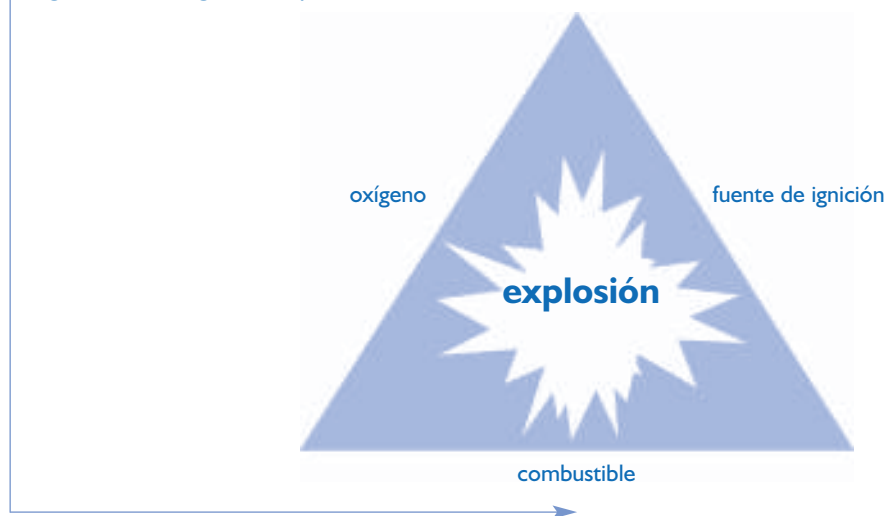 oxígeno
fuente de ignición
explosión
combustible